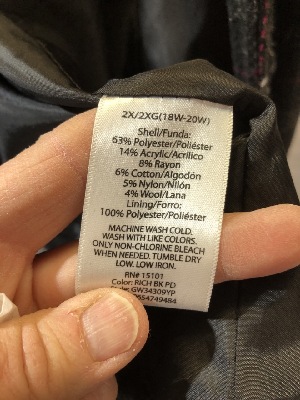 2X/2XG(18W-20W)
Shell/Funda:
63% Polyester/Poliéster
14% Acrylic/Acrílico
8% Rayon
6% Cotton/Algodón
5% Nylon/Nilón
4% Wool/Lana
Lining/Forro:
100% Polyester/Poliéster
MACHINE WASH COLD.
WASH WITH LIKE COLORS.
ONLY NON-CHLORINE BLEACH
WHEN NEEDED. TUMBLE DRY
LOW. LOW IRON.
RN# 15101
Color: RICH BK PD
GW34309YP